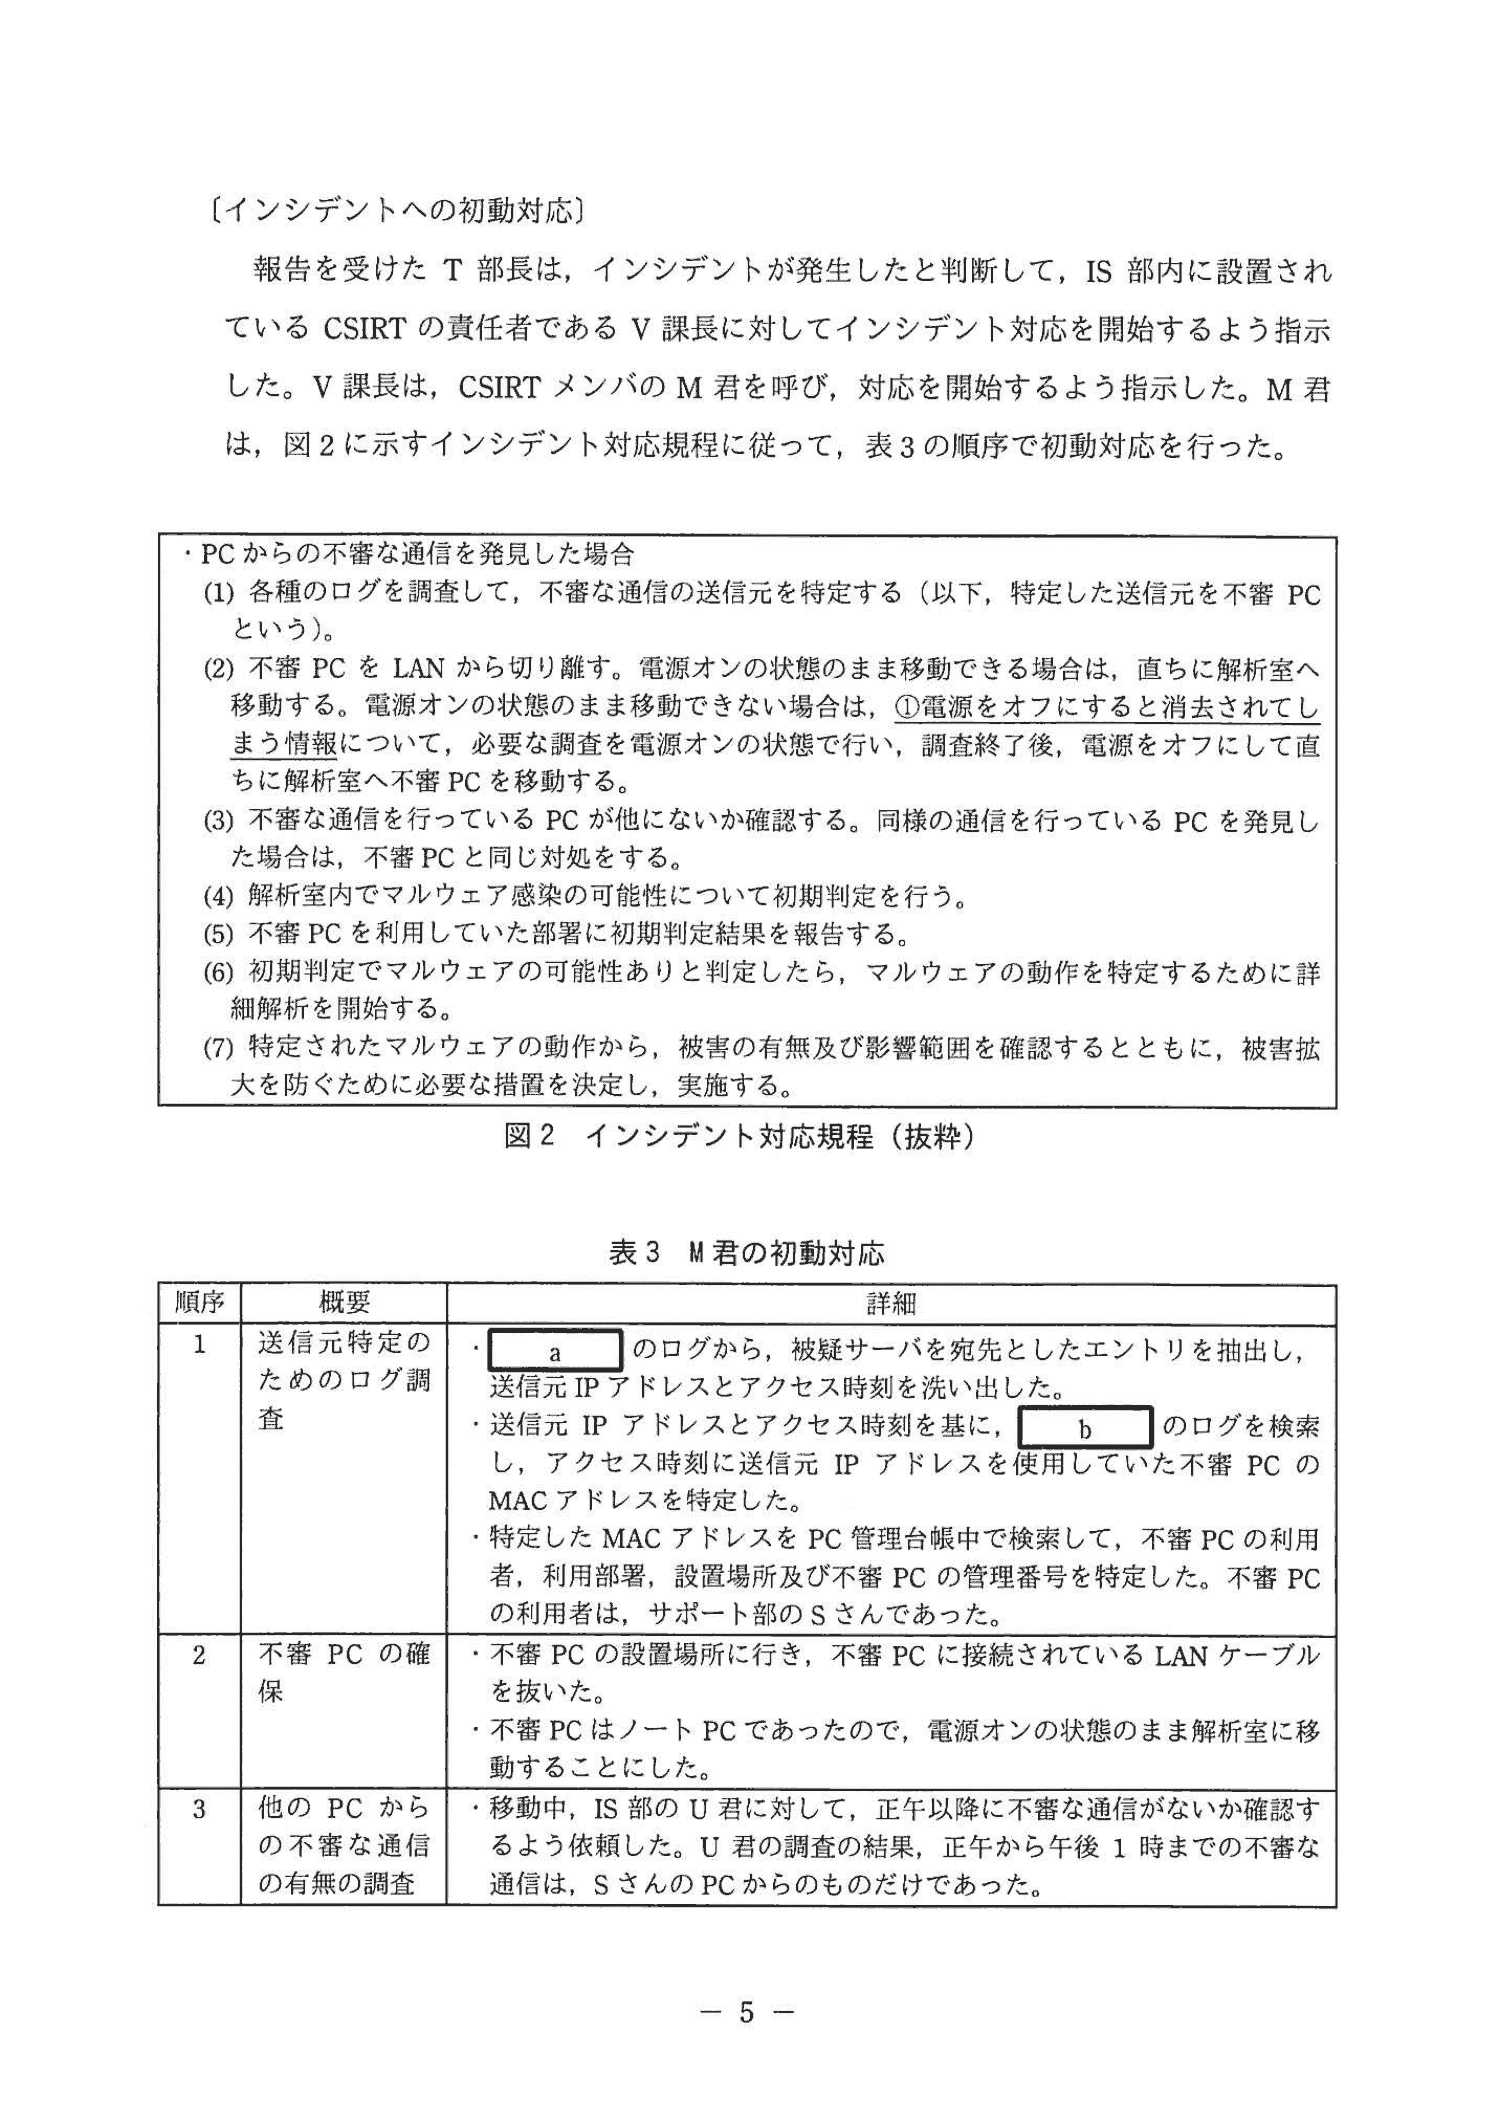 〔インシデントへの初動対応〕
報告を受けた T 部長は，インシデントが発生したと判断して，IS 部内に設置され
ている CSIRT の責任者である V 課長に対してインシデント対応を開始するよう指示
した。V 課長は，CSIRT メンバの M 君を呼び，対応を開始するよう指示した。M 君
は，図 2 に示すインシデント対応規程に従って，表 3 の順序で初動対応を行った。
・PC からの不審な通信を発見した場合
(1) 各種のログを調査して，不審な通信の送信元を特定する（以下，特定した送信元を不審 PC
という）。
(2) 不審 PC を LAN から切り離す。電源オンの状態のまま移動できる場合は，直ちに解析室へ
移動する。電源オンの状態のまま移動できない場合は，①電源をオフにすると消去されてし
まう情報について，必要な調査を電源オンの状態で行い，調査終了後，電源をオフにして直
ちに解析室へ不審 PC を移動する。
(3) 不審な通信を行っている PC が他にないか確認する。同様の通信を行っている PC を発見し
た場合は，不審 PC と同じ対処をする。
(4) 解析室内でマルウェア感染の可能性について初期判定を行う。
(5) 不審 PC を利用していた部署に初期判定結果を報告する。
(6) 初期判定でマルウェアの可能性ありと判定したら，マルウェアの動作を特定するために詳
細解析を開始する。
(7) 特定されたマルウェアの動作から，被害の有無及び影響範囲を確認するとともに，被害拡
大を防ぐために必要な措置を決定し，実施する。
図 2　インシデント対応規程（抜粋）
表 3　M 君の初動対応
順序　概要　詳細
1　送信元特定の
ためのログ調
査
・ a のログから，被疑サーバを宛先としたエントリを抽出し，
送信元 IP アドレスとアクセス時刻を洗い出した。
・送信元 IP アドレスとアクセス時刻を基に， b のログを検索
し，アクセス時刻に送信元 IP アドレスを使用していた不審 PC の
MAC アドレスを特定した。
・特定した MAC アドレスを PC 管理台帳中で検索して，不審 PC の利用
者，利用部署，設置場所及び不審 PC の管理番号を特定した。不審 PC
の利用者は，サポート部の S さんであった。
2　不審 PC の確
保
・不審 PC の設置場所に行き，不審 PC に接続されている LAN ケーブル
を抜いた。
・不審 PC はノート PC であったので，電源オンの状態のまま解析室に移
動することにした。
3　他の PC から
の不審な通信
の有無の調査
・移動中，IS 部の U 君に対して，正午以降に不審な通信がないか確認す
るよう依頼した。U 君の調査の結果，正午から午後 1 時までの不審な
通信は，S さんの PC からのものだけであった。
－ 5 －